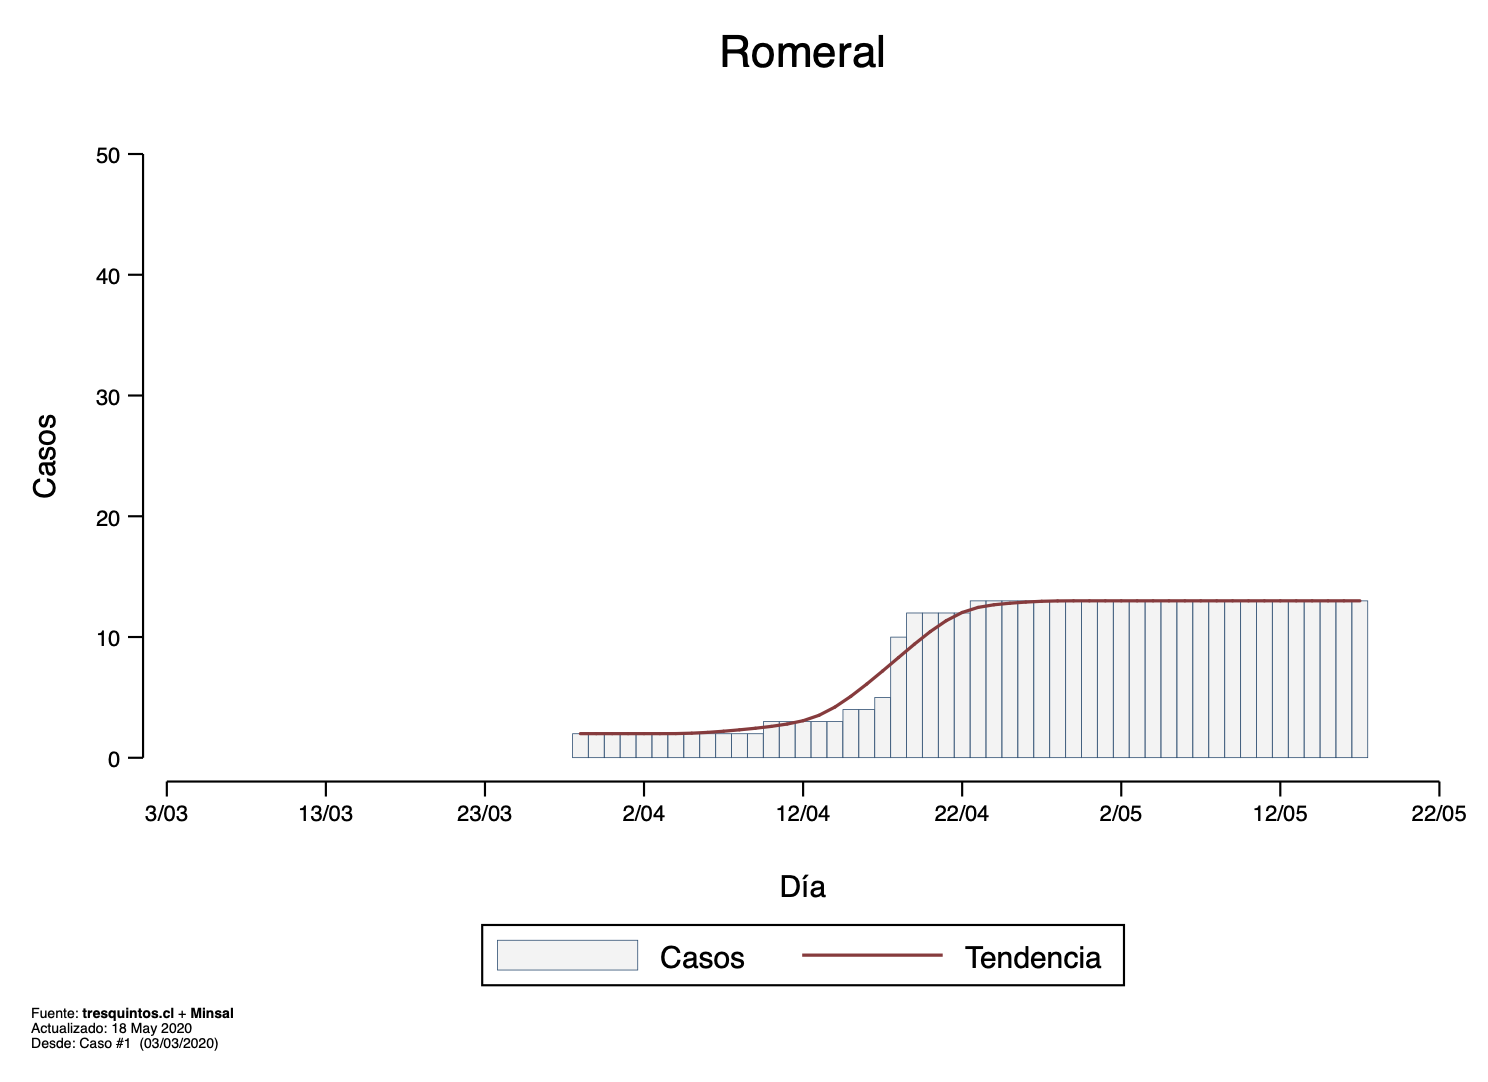 Romeral
50
40
30
20
10
0
Casos
3/03 13/03 23/03 2/04 12/04 22/04 2/05 12/05 22/05
Día
Casos Tendencia
Fuente: tresquintos.cl + Minsal
Actualizado: 18 May 2020
Desde: Caso #1 (03/03/2020)